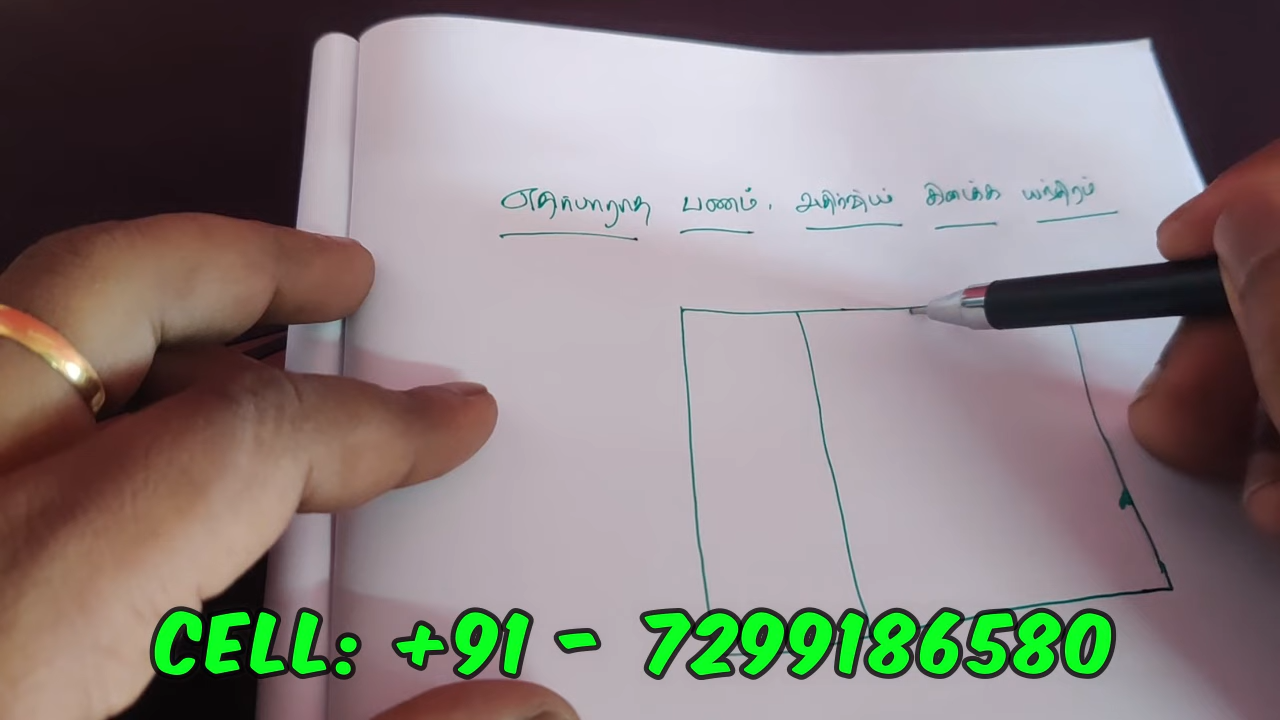 எதிர்பாராத பணம், அதிர்ஷ்டம் கிடைக்க யந்திரம்
CELL: +91 - 7299186580